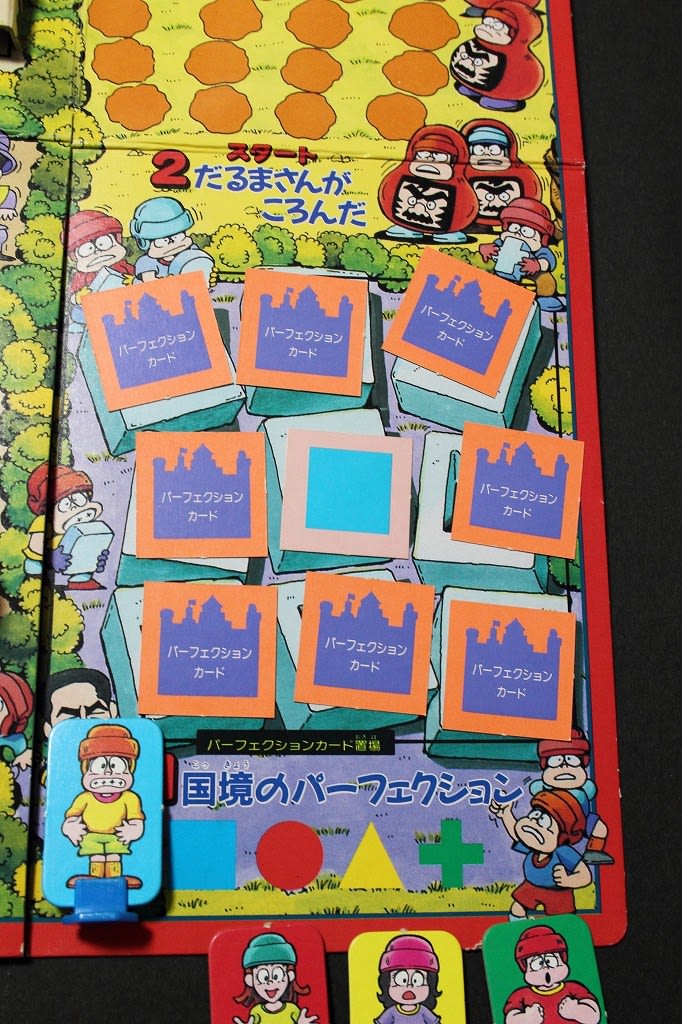 スタート
2 だるまさんが
ころんだ
パーフェクション
カード
パーフェクション
カード
パーフェクション
カード
パーフェクション
カード
パーフェクション
カード
パーフェクション
カード
パーフェクション
カード
パーフェクション
カード
パーフェクションカード置場
国境のパーフェクション